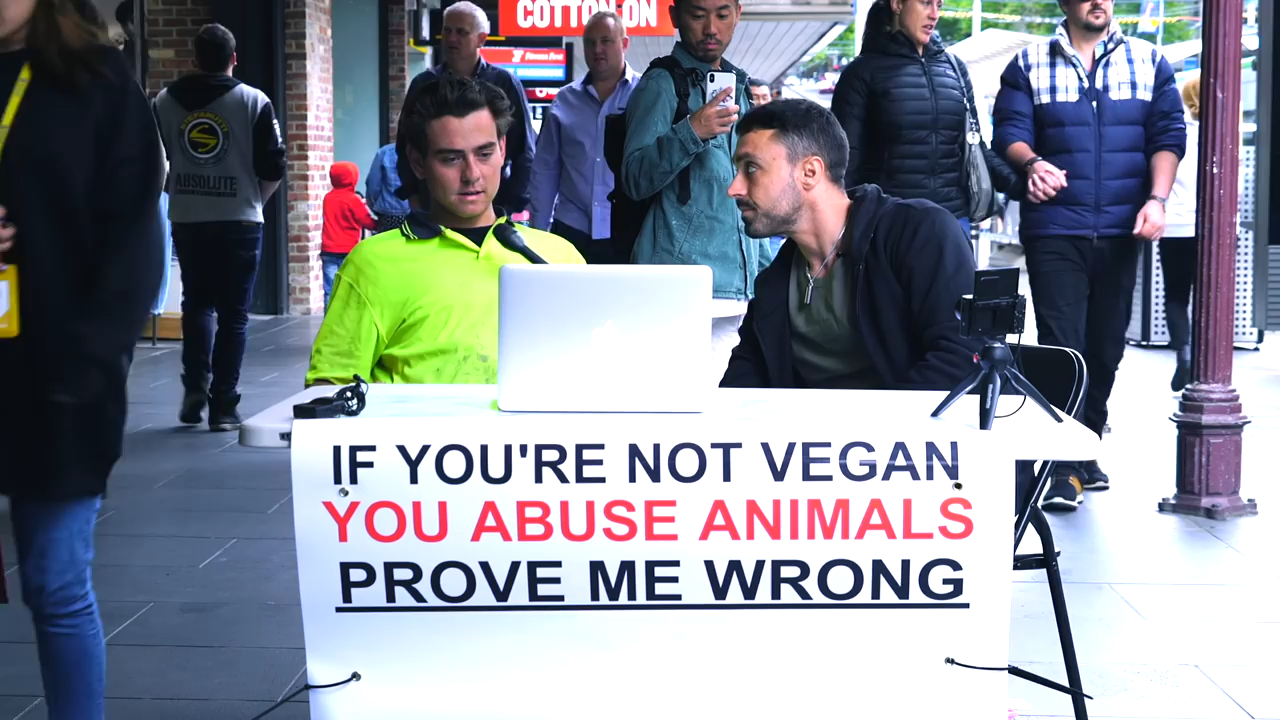 COTTON ON
ABSOLUTE
IF YOU'RE NOT VEGAN
YOU ABUSE ANIMALS
PROVE ME WRONG